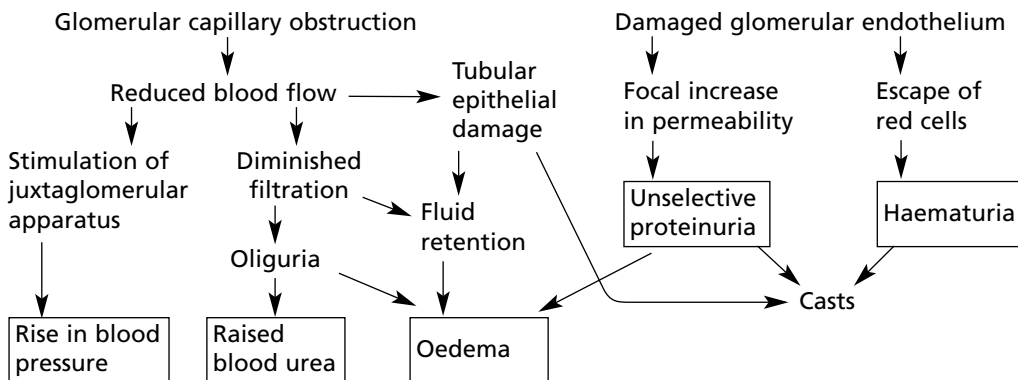 Glomerular capillary obstruction
Damaged glomerular endothelium
Reduced blood flow
Tubular
epithelial
damage
Focal increase
in permeability
Escape of
red cells
Stimulation of
juxtaglomerular
apparatus
Diminished
filtration
Fluid
retention
Unselective
proteinuria
Haematuria
Oliguria
Casts
Rise in blood
pressure
Raised
blood urea
Oedema